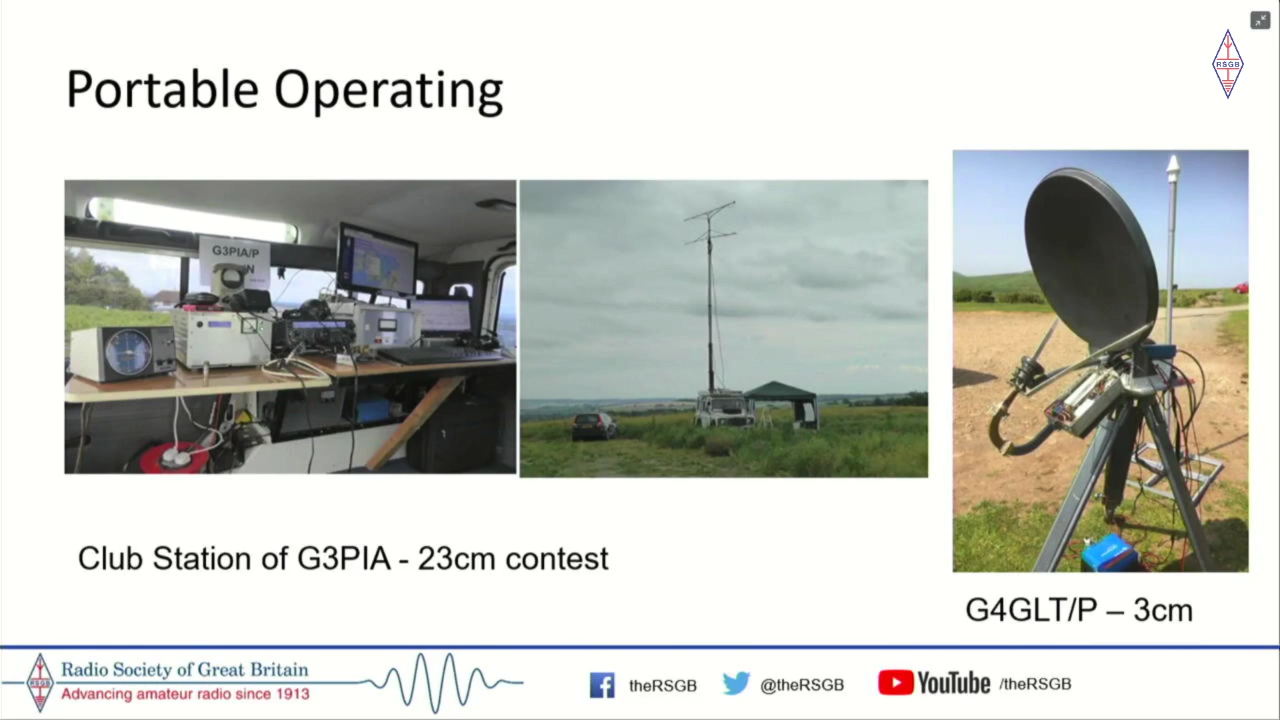 Portable Operating
RSGB
G3PIA/P
Club Station of G3PIA - 23cm contest
G4GLT/P – 3cm
RSGB
Radio Society of Great Britain
Advancing amateur radio since 1913
theRSGB
@theRSGB
YouTube /theRSGB